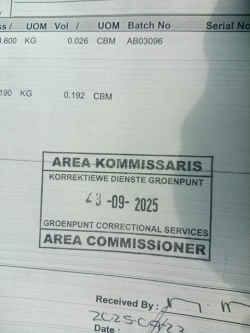 ss / UOM Vol / UOM Batch No Serial No
.600 KG 0.026 CBM AB03096
190 KG 0.192 CBM
AREA KOMMISSARIS
KORREKTIEWE DIENSTE GROENPUNT
-09- 2025
GROENPUNT CORRECTIONAL SERVICES
AREA COMMISSIONER
Received By :
Date :